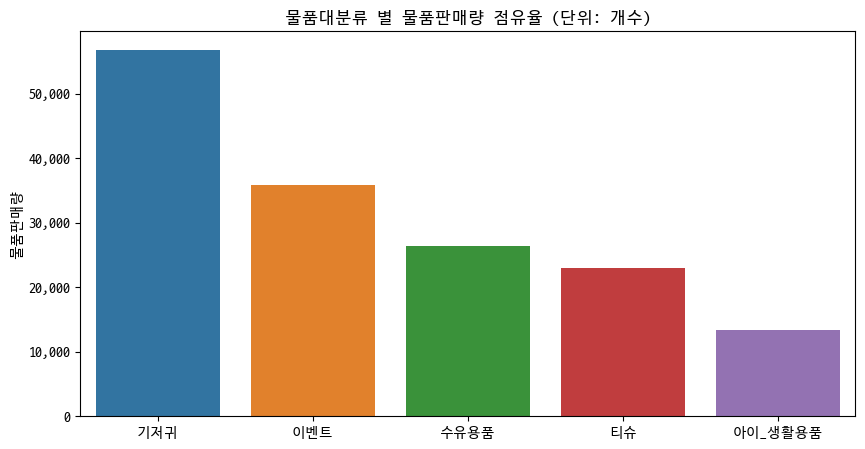 물품대분류 별 물품판매량 점유율 (단위: 개수)
물품판매량
50,000
40,000
30,000
20,000
10,000
0
기저귀 이벤트 수유용품 티슈 아이_생활용품